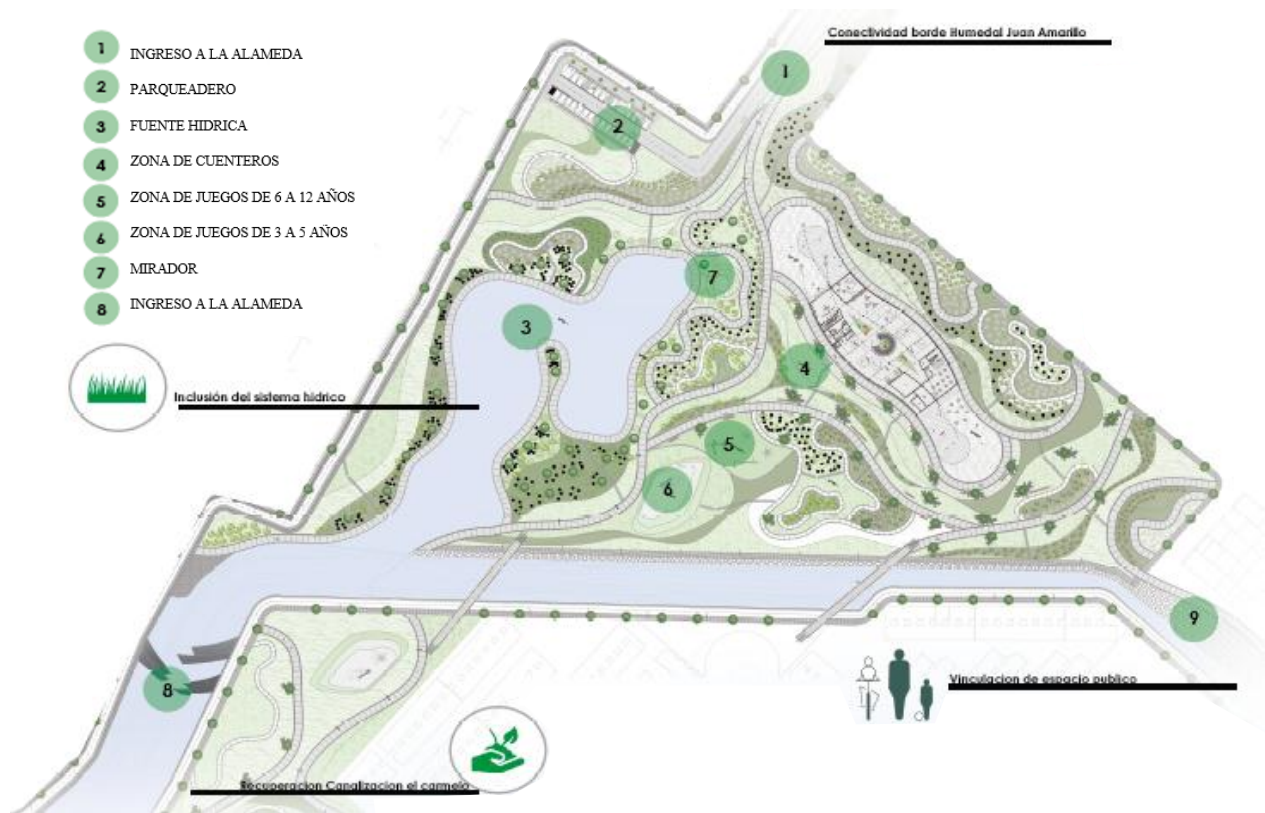 1 INGRESO A LA ALAMEDA
2 PARQUEADERO
3 FUENTE HIDRICA
4 ZONA DE CUENTEROS
5 ZONA DE JUEGOS DE 6 A 12 AÑOS
6 ZONA DE JUEGOS DE 3 A 5 AÑOS
7 MIRADOR
8 INGRESO A LA ALAMEDA
Conectividad borde Humedal Juan Amarillo
1
2
7
3
Inclusión del sistema hidrico
4
5
6
9
8
Vinculacion de espacio publico
Recuperacion Canalizacion el carmelo